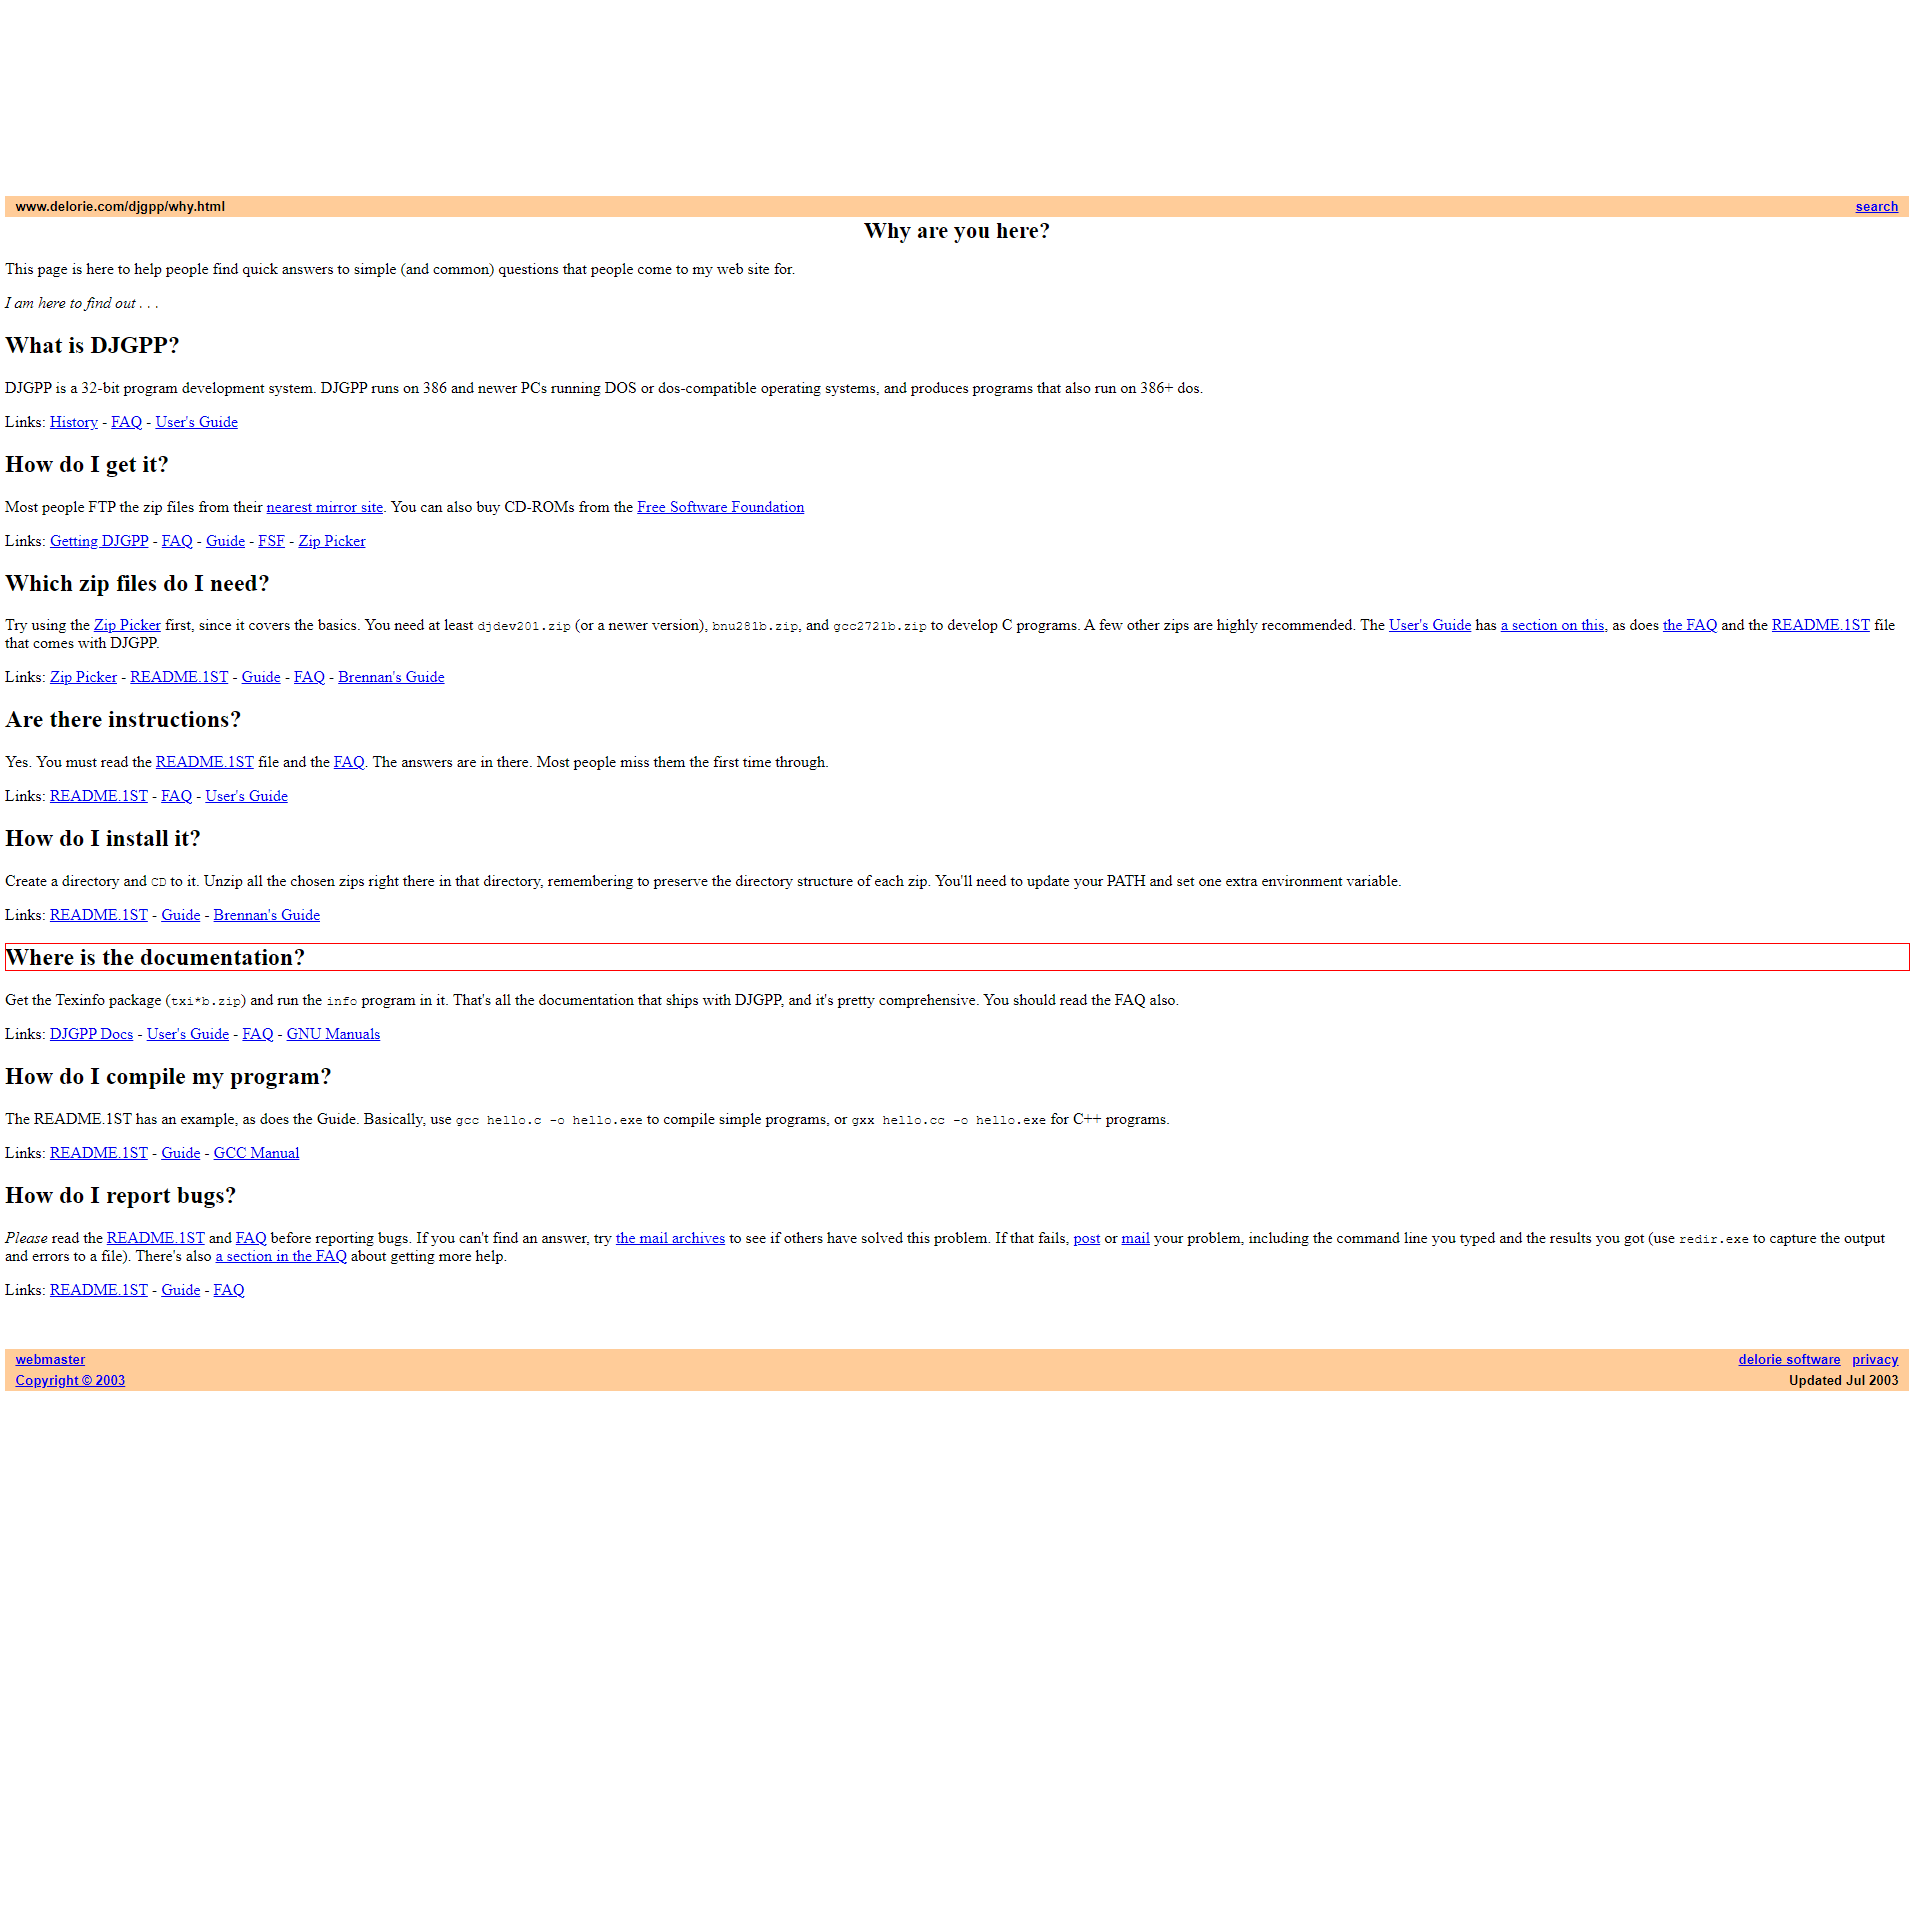 www.delorie.com/djgpp/why.html search
Why are you here?
This page is here to help people find quick answers to simple (and common) questions that people come to my web site for.
I am here to find out . . .
What is DJGPP?
DJGPP is a 32-bit program development system. DJGPP runs on 386 and newer PCs running DOS or dos-compatible operating systems, and produces programs that also run on 386+ dos.
Links: History - FAQ - User's Guide
How do I get it?
Most people FTP the zip files from their nearest mirror site. You can also buy CD-ROMs from the Free Software Foundation
Links: Getting DJGPP - FAQ - Guide - FSF - Zip Picker
Which zip files do I need?
Try using the Zip Picker first, since it covers the basics. You need at least djdev201.zip (or a newer version), bnu281b.zip, and gcc2721b.zip to develop C programs. A few other zips are highly recommended. The User's Guide has a section on this, as does the FAQ and the README.1ST file
that comes with DJGPP.
Links: Zip Picker - README.1ST - Guide - FAQ - Brennan's Guide
Are there instructions?
Yes. You must read the README.1ST file and the FAQ. The answers are in there. Most people miss them the first time through.
Links: README.1ST - FAQ - User's Guide
How do I install it?
Create a directory and CD to it. Unzip all the chosen zips right there in that directory, remembering to preserve the directory structure of each zip. You'll need to update your PATH and set one extra environment variable.
Links: README.1ST - Guide - Brennan's Guide
Where is the documentation?
Get the Texinfo package (txi*b.zip) and run the info program in it. That's all the documentation that ships with DJGPP, and it's pretty comprehensive. You should read the FAQ also.
Links: DJGPP Docs - User's Guide - FAQ - GNU Manuals
How do I compile my program?
The README.1ST has an example, as does the Guide. Basically, use gcc hello.c -o hello.exe to compile simple programs, or gxx hello.cc -o hello.exe for C++ programs.
Links: README.1ST - Guide - GCC Manual
How do I report bugs?
Please read the README.1ST and FAQ before reporting bugs. If you can't find an answer, try the mail archives to see if others have solved this problem. If that fails, post or mail your problem, including the command line you typed and the results you got (use redir.exe to capture the output
and errors to a file). There's also a section in the FAQ about getting more help.
Links: README.1ST - Guide - FAQ
webmaster delorie software privacy
Copyright © 2003 Updated Jul 2003